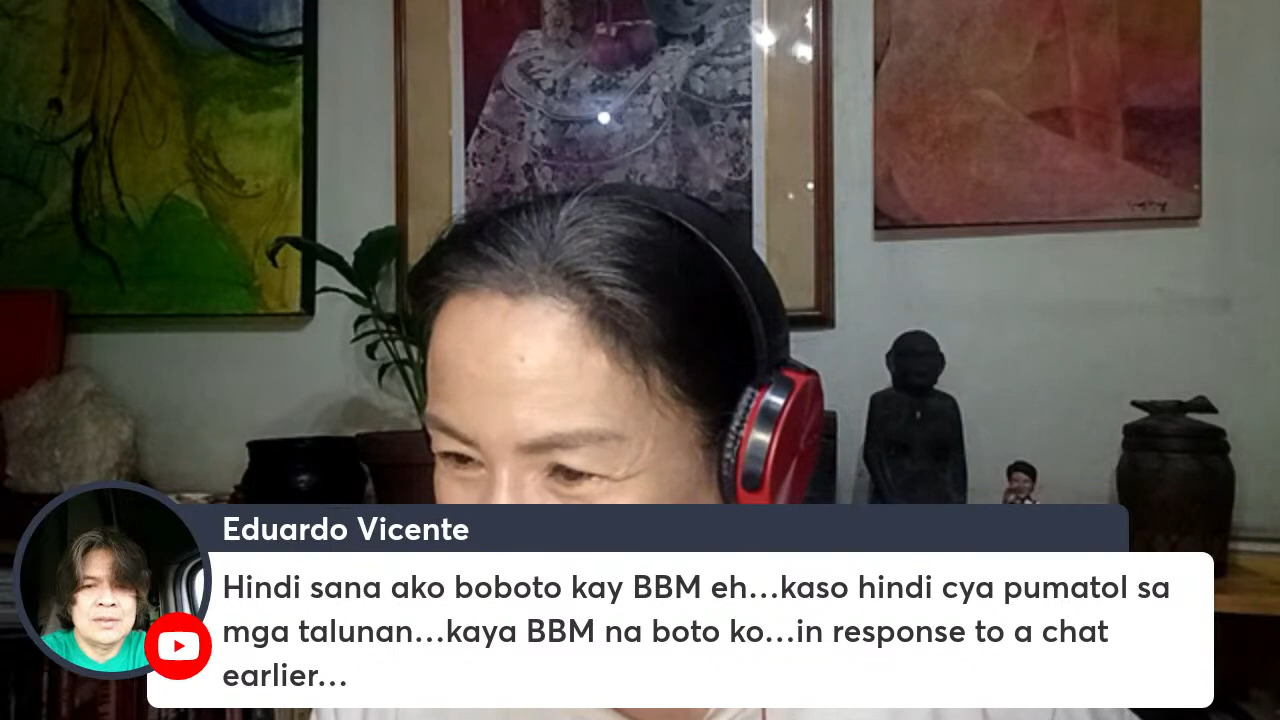 Eduardo Vicente
Hindi sana ako boboto kay BBM eh...kaso hindi cya pumatol sa
mga talunan...kaya BBM na boto ko...in response to a chat
earlier...